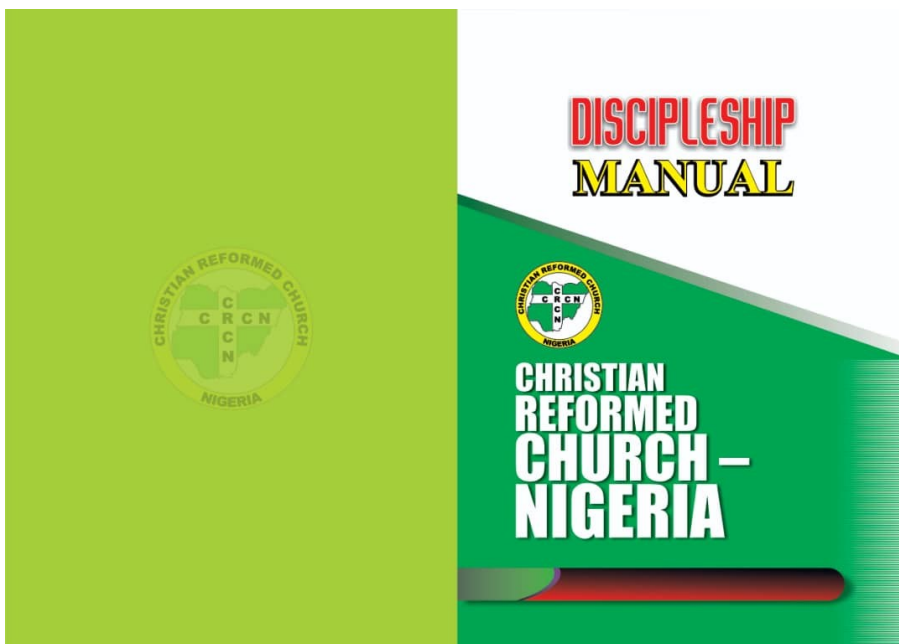 CHRISTIAN REFORMED CHURCH
C
C R C N
C
N
NIGERIA
DISCIPLESHIP
MANUAL
CHRISTIAN REFORMED CHURCH
C
C R C N
C
N
NIGERIA
CHRISTIAN
REFORMED
CHURCH –
NIGERIA